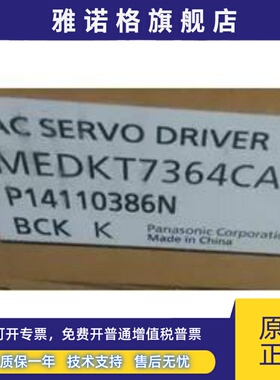 雅诺格旗舰店
AC SERVO DRIVER
MEDKT7364CA
P14110386N
BCK K
Panasonic Corporation
Made in China
可开专票，免费开普通增值税发票
质保一年 技术支持 售后无忧
原
正